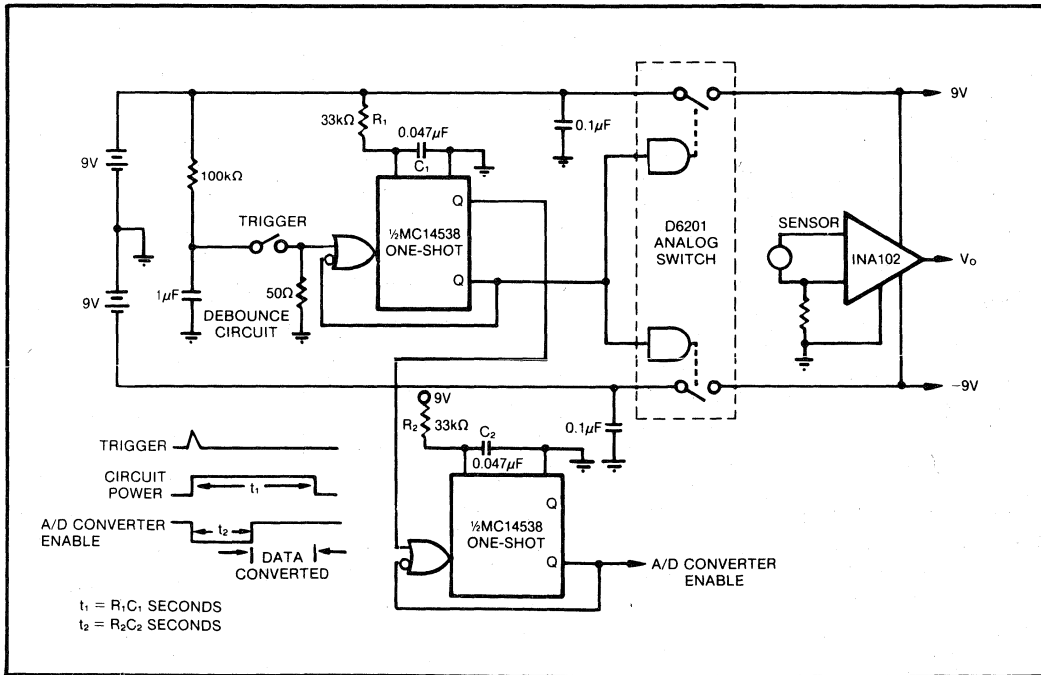 9V
33kΩ R₁
0.047µF
C₁
0.1µF
9V
100kΩ
TRIGGER
½MC14538
ONE-SHOT
Q
Q
D6201
ANALOG
SWITCH
SENSOR
INA102
V₀
9V
1µF
50Ω
DEBOUNCE
CIRCUIT
-9V
9V
R₂ 33kΩ
C₂
0.047µF
0.1µF
½MC14538
ONE-SHOT
Q
Q
A/D CONVERTER
ENABLE
TRIGGER
CIRCUIT
POWER
t₁
A/D CONVERTER
ENABLE
t₂
DATA
CONVERTED
t₁ = R₁C₁ SECONDS
t₂ = R₂C₂ SECONDS